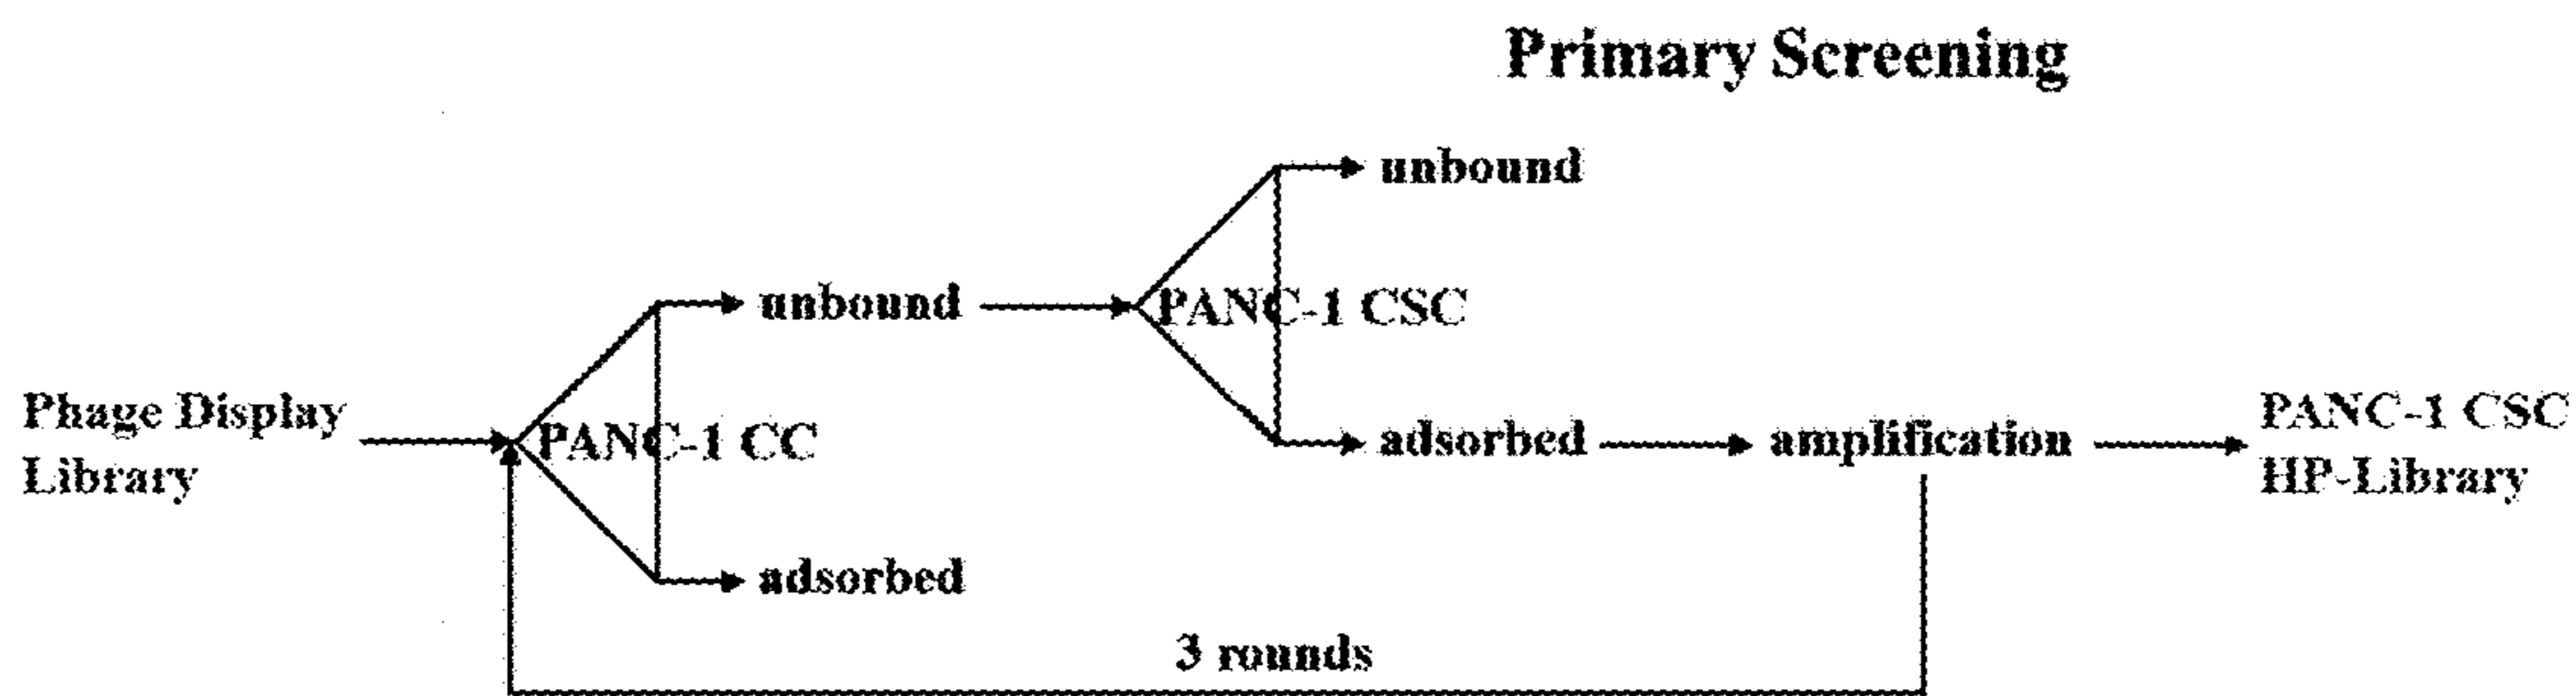 Primary Screening
unbound
unbound
PANC-1 CSC
Phage Display
Library
PANC-1 CC
adsorbed
amplification
PANC-1 CSC
HP-Library
adsorbed
3 rounds